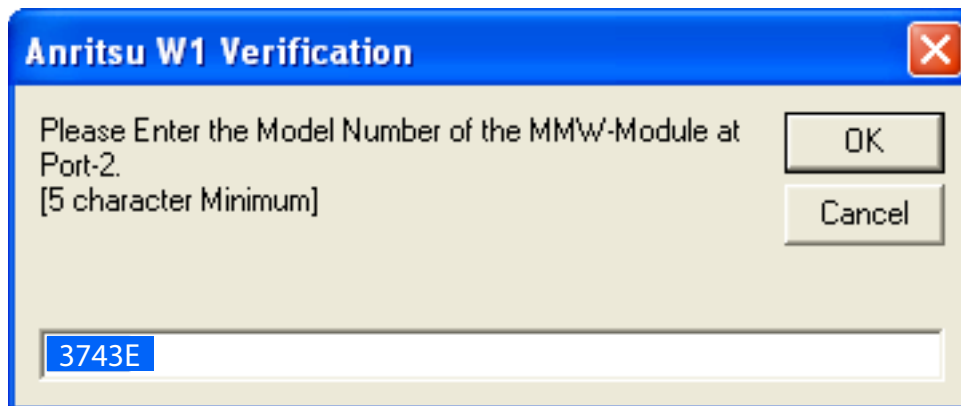 Anritsu W1 Verification
Please Enter the Model Number of the MMW-Module at
Port-2.
[5 character Minimum]
OK
Cancel
3743E